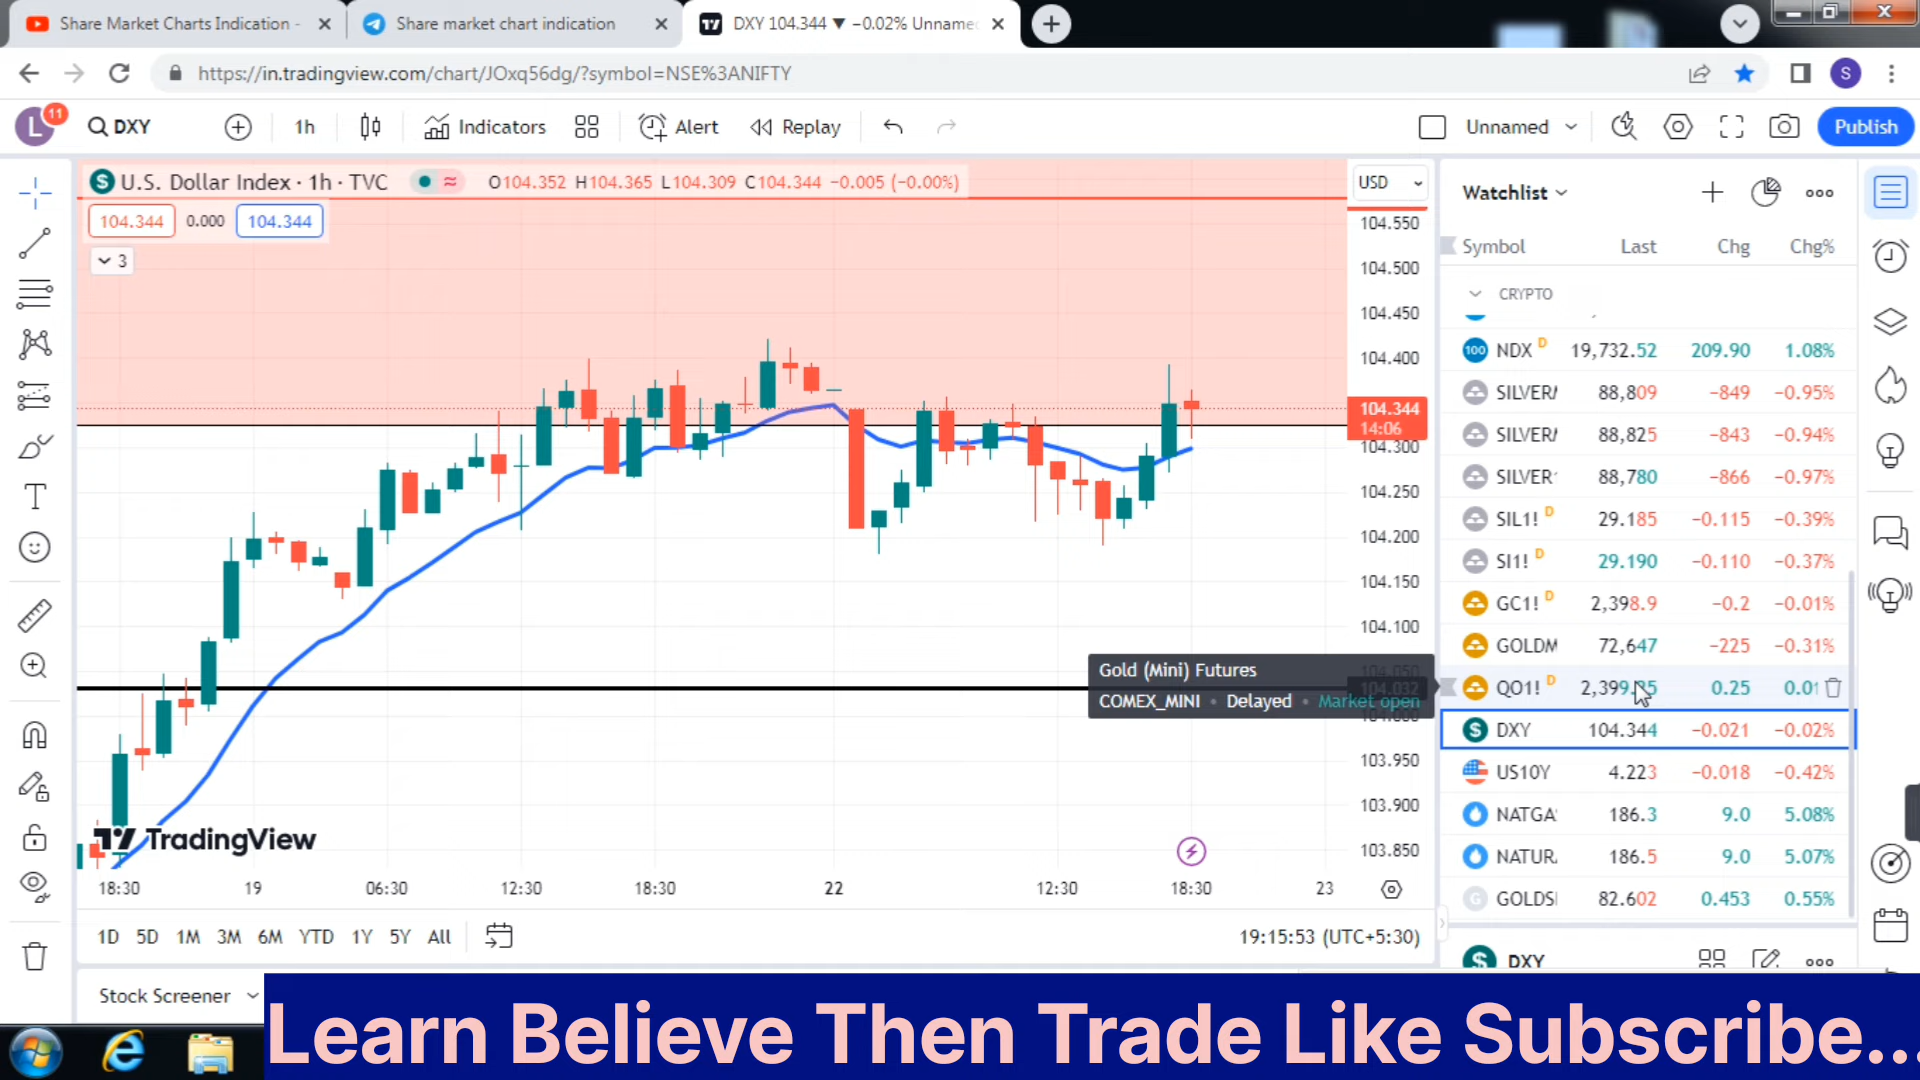 Share Market Charts Indication -
Share market chart indication
DXY 104.344 ▼ −0.02% Unname
https://in.tradingview.com/chart/JOxq56dg/?symbol=NSE%3ANIFTY
S
L 11
DXY
1h
Indicators
Alert
Replay
Unnamed
Publish
U.S. Dollar Index · 1h · TVC
O104.352 H104.365 L104.309 C104.344 −0.005 (−0.00%)
104.344 0.000 104.344
3
USD
104.550
104.500
104.450
104.400
104.344
14:06
104.300
104.250
104.200
104.150
104.100
103.950
103.900
103.850
Gold (Mini) Futures
COMEX_MINI • Delayed • Market open
TradingView
18:30 19 06:30 12:30 18:30 22 12:30 18:30 23
1D 5D 1M 3M 6M YTD 1Y 5Y All
19:15:53 (UTC+5:30)
Stock Screener
Watchlist
Symbol Last Chg Chg%
CRYPTO
100 NDX D 19,732.52 209.90 1.08%
SILVER 88,809 −849 −0.95%
SILVER 88,825 −843 −0.94%
SILVER 88,780 −866 −0.97%
SIL1! D 29.185 −0.115 −0.39%
SI1! D 29.190 −0.110 −0.37%
GC1! D 2,398.9 −0.2 −0.01%
GOLDM 72,647 −225 −0.31%
QO1! D 0.25 0.01
DXY 104.344 −0.021 −0.02%
US10Y 4.223 −0.018 −0.42%
NATGA 186.3 9.0 5.08%
NATUR 186.5 9.0 5.07%
G GOLDS 82.602 0.453 0.55%
DXY
Learn Believe Then Trade Like Subscribe...